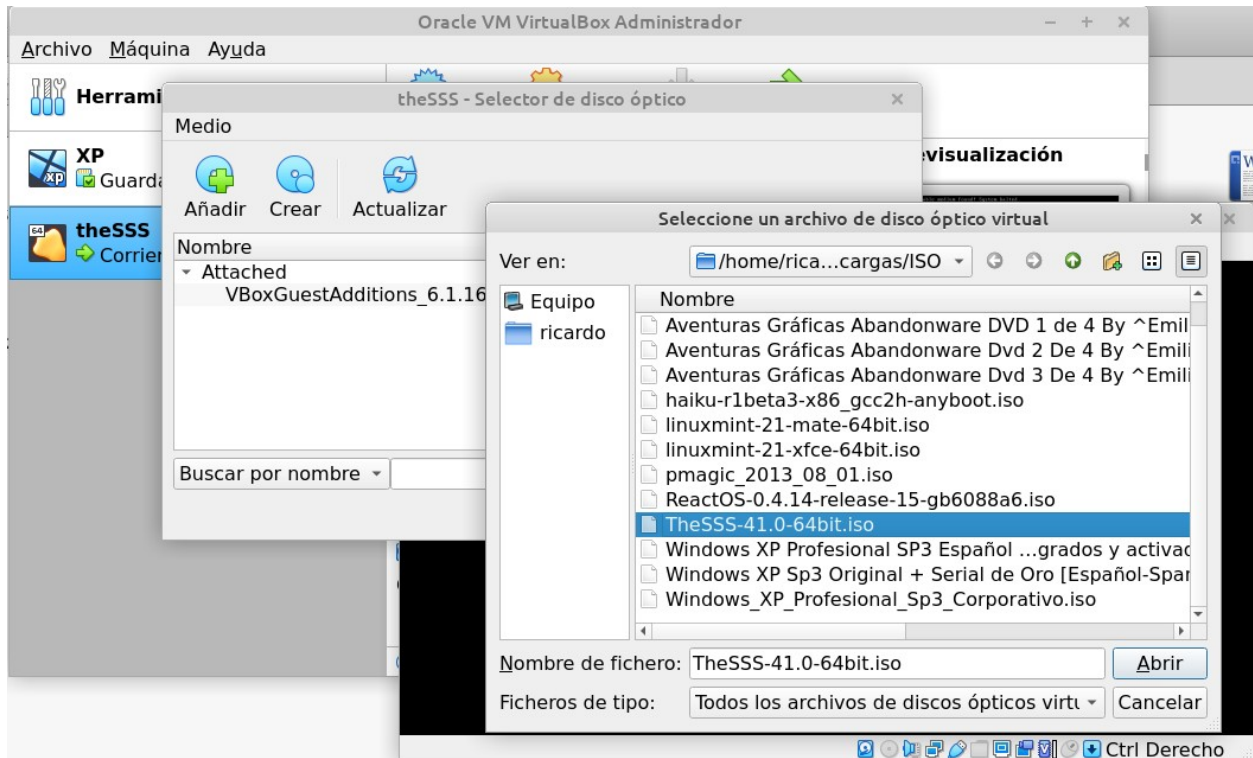 Oracle VM VirtualBox Administrador
Archivo Máquina Ayuda
Herrami
XP
Guarda
64
theSSS
Corrien
evisualización
theSSS - Selector de disco óptico
Medio
Añadir Crear Actualizar
Nombre
Attached
VBoxGuestAdditions_6.1.16
Buscar por nombre
Seleccione un archivo de disco óptico virtual
Ver en: /home/rica...cargas/ISO
Equipo
ricardo
Nombre
Aventuras Gráficas Abandonware DVD 1 de 4 By ^Emil
Aventuras Gráficas Abandonware Dvd 2 De 4 By ^Emili
Aventuras Gráficas Abandonware Dvd 3 De 4 By ^Emili
haiku-r1beta3-x86_gcc2h-anyboot.iso
linuxmint-21-mate-64bit.iso
linuxmint-21-xfce-64bit.iso
pmagic_2013_08_01.iso
ReactOS-0.4.14-release-15-gb6088a6.iso
TheSSS-41.0-64bit.iso
Windows XP Profesional SP3 Español ...grados y activad
Windows XP Sp3 Original + Serial de Oro [Español-Span
Windows_XP_Profesional_Sp3_Corporativo.iso
Nombre de fichero: TheSSS-41.0-64bit.iso Abrir
Ficheros de tipo: Todos los archivos de discos ópticos virtu Cancelar
Ctrl Derecho